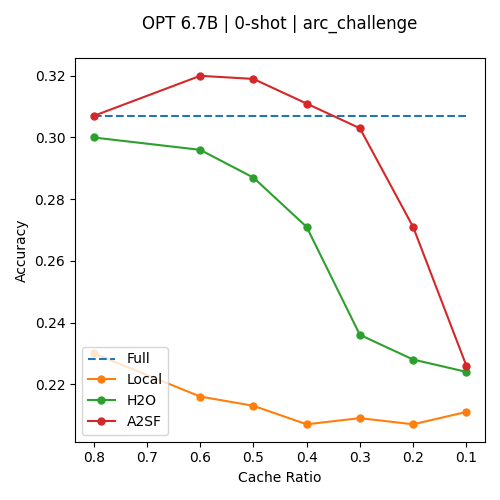 OPT 6.7B | 0-shot | arc_challenge
0.32
0.30
0.28
0.26
0.24
0.22
Accuracy
Full
Local
H2O
A2SF
0.8 0.7 0.6 0.5 0.4 0.3 0.2 0.1
Cache Ratio